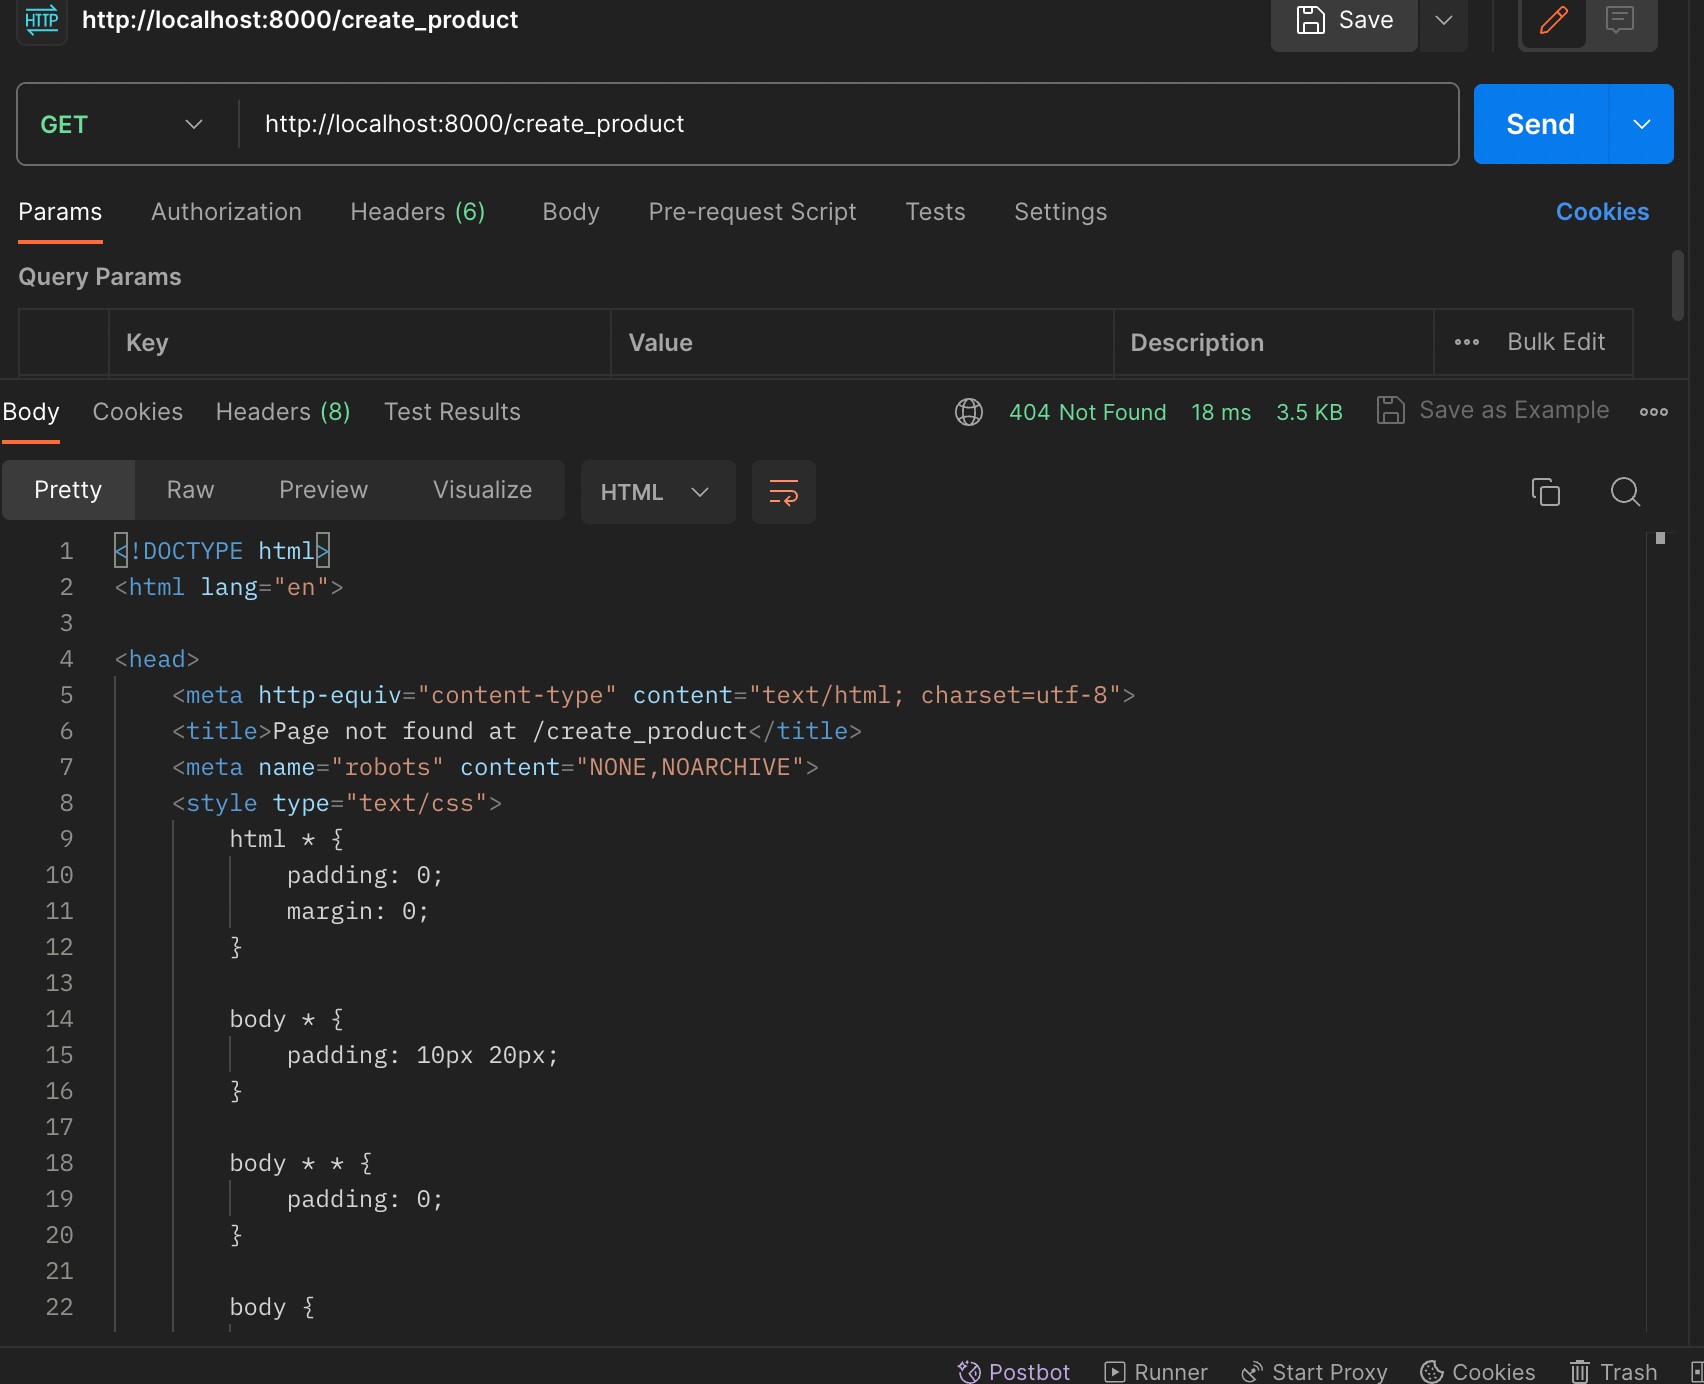 HTTP http://localhost:8000/create_product Save
GET http://localhost:8000/create_product Send
Params Authorization Headers (6) Body Pre-request Script Tests Settings Cookies
Query Params
Key Value Description Bulk Edit
Body Cookies Headers (8) Test Results 404 Not Found 18 ms 3.5 KB Save as Example
Pretty Raw Preview Visualize HTML
1 <!DOCTYPE html>
2 <html lang="en">
3
4 <head>
5 <meta http-equiv="content-type" content="text/html; charset=utf-8">
6 <title>Page not found at /create_product</title>
7 <meta name="robots" content="NONE,NOARCHIVE">
8 <style type="text/css">
9 html * {
10 padding: 0;
11 margin: 0;
12 }
13
14 body * {
15 padding: 10px 20px;
16 }
17
18 body * * {
19 padding: 0;
20 }
21
22 body {
Postbot Runner Start Proxy Cookies Trash